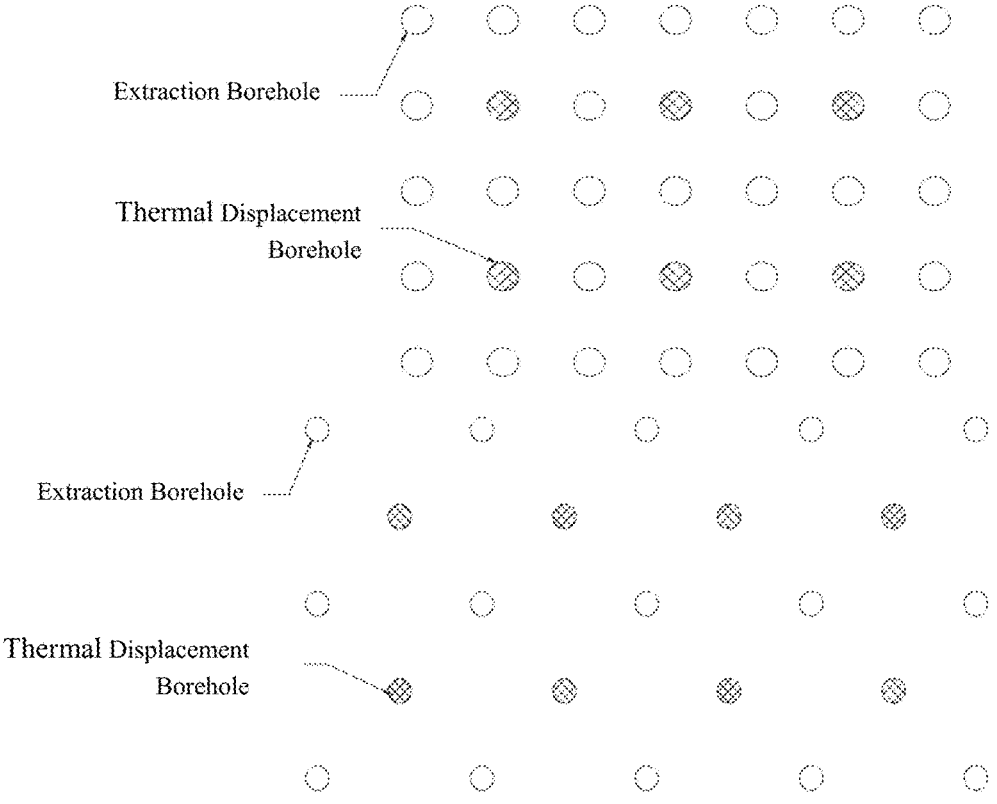 Extraction Borehole
Thermal Displacement
Borehole
Extraction Borehole
Thermal Displacement
Borehole